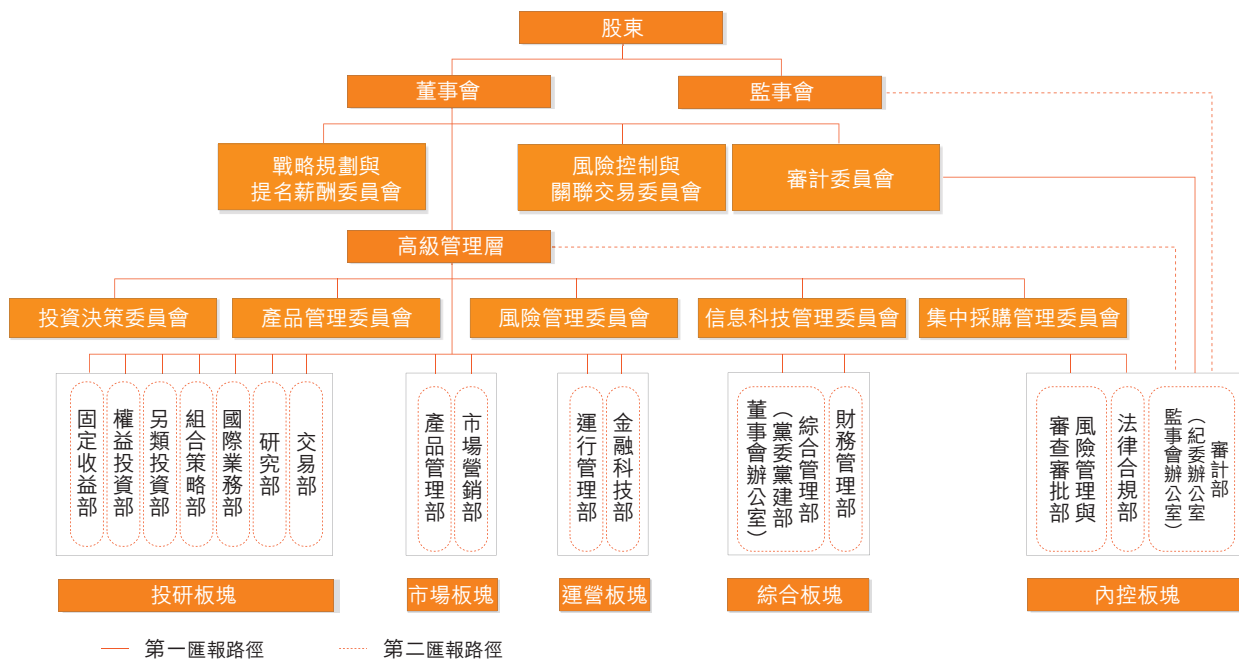 股東
董事會
監事會
戰略規劃與
提名薪酬委員會
風險控制與
關聯交易委員會
審計委員會
高級管理層
投資決策委員會
產品管理委員會
風險管理委員會
信息科技管理委員會
集中採購管理委員會
固定收益部
權益投資部
另類投資部
組合策略部
國際業務部
研究部
交易部
產品管理部
市場營銷部
運行管理部
金融科技部
綜合管理部
（黨委黨建部
董事會辦公室）
財務管理部
風險管理與
審查審批部
法律合規部
審計部
（紀委辦公室
監事會辦公室）
投研板塊
市場板塊
運營板塊
綜合板塊
內控板塊
第一匯報路徑
第二匯報路徑